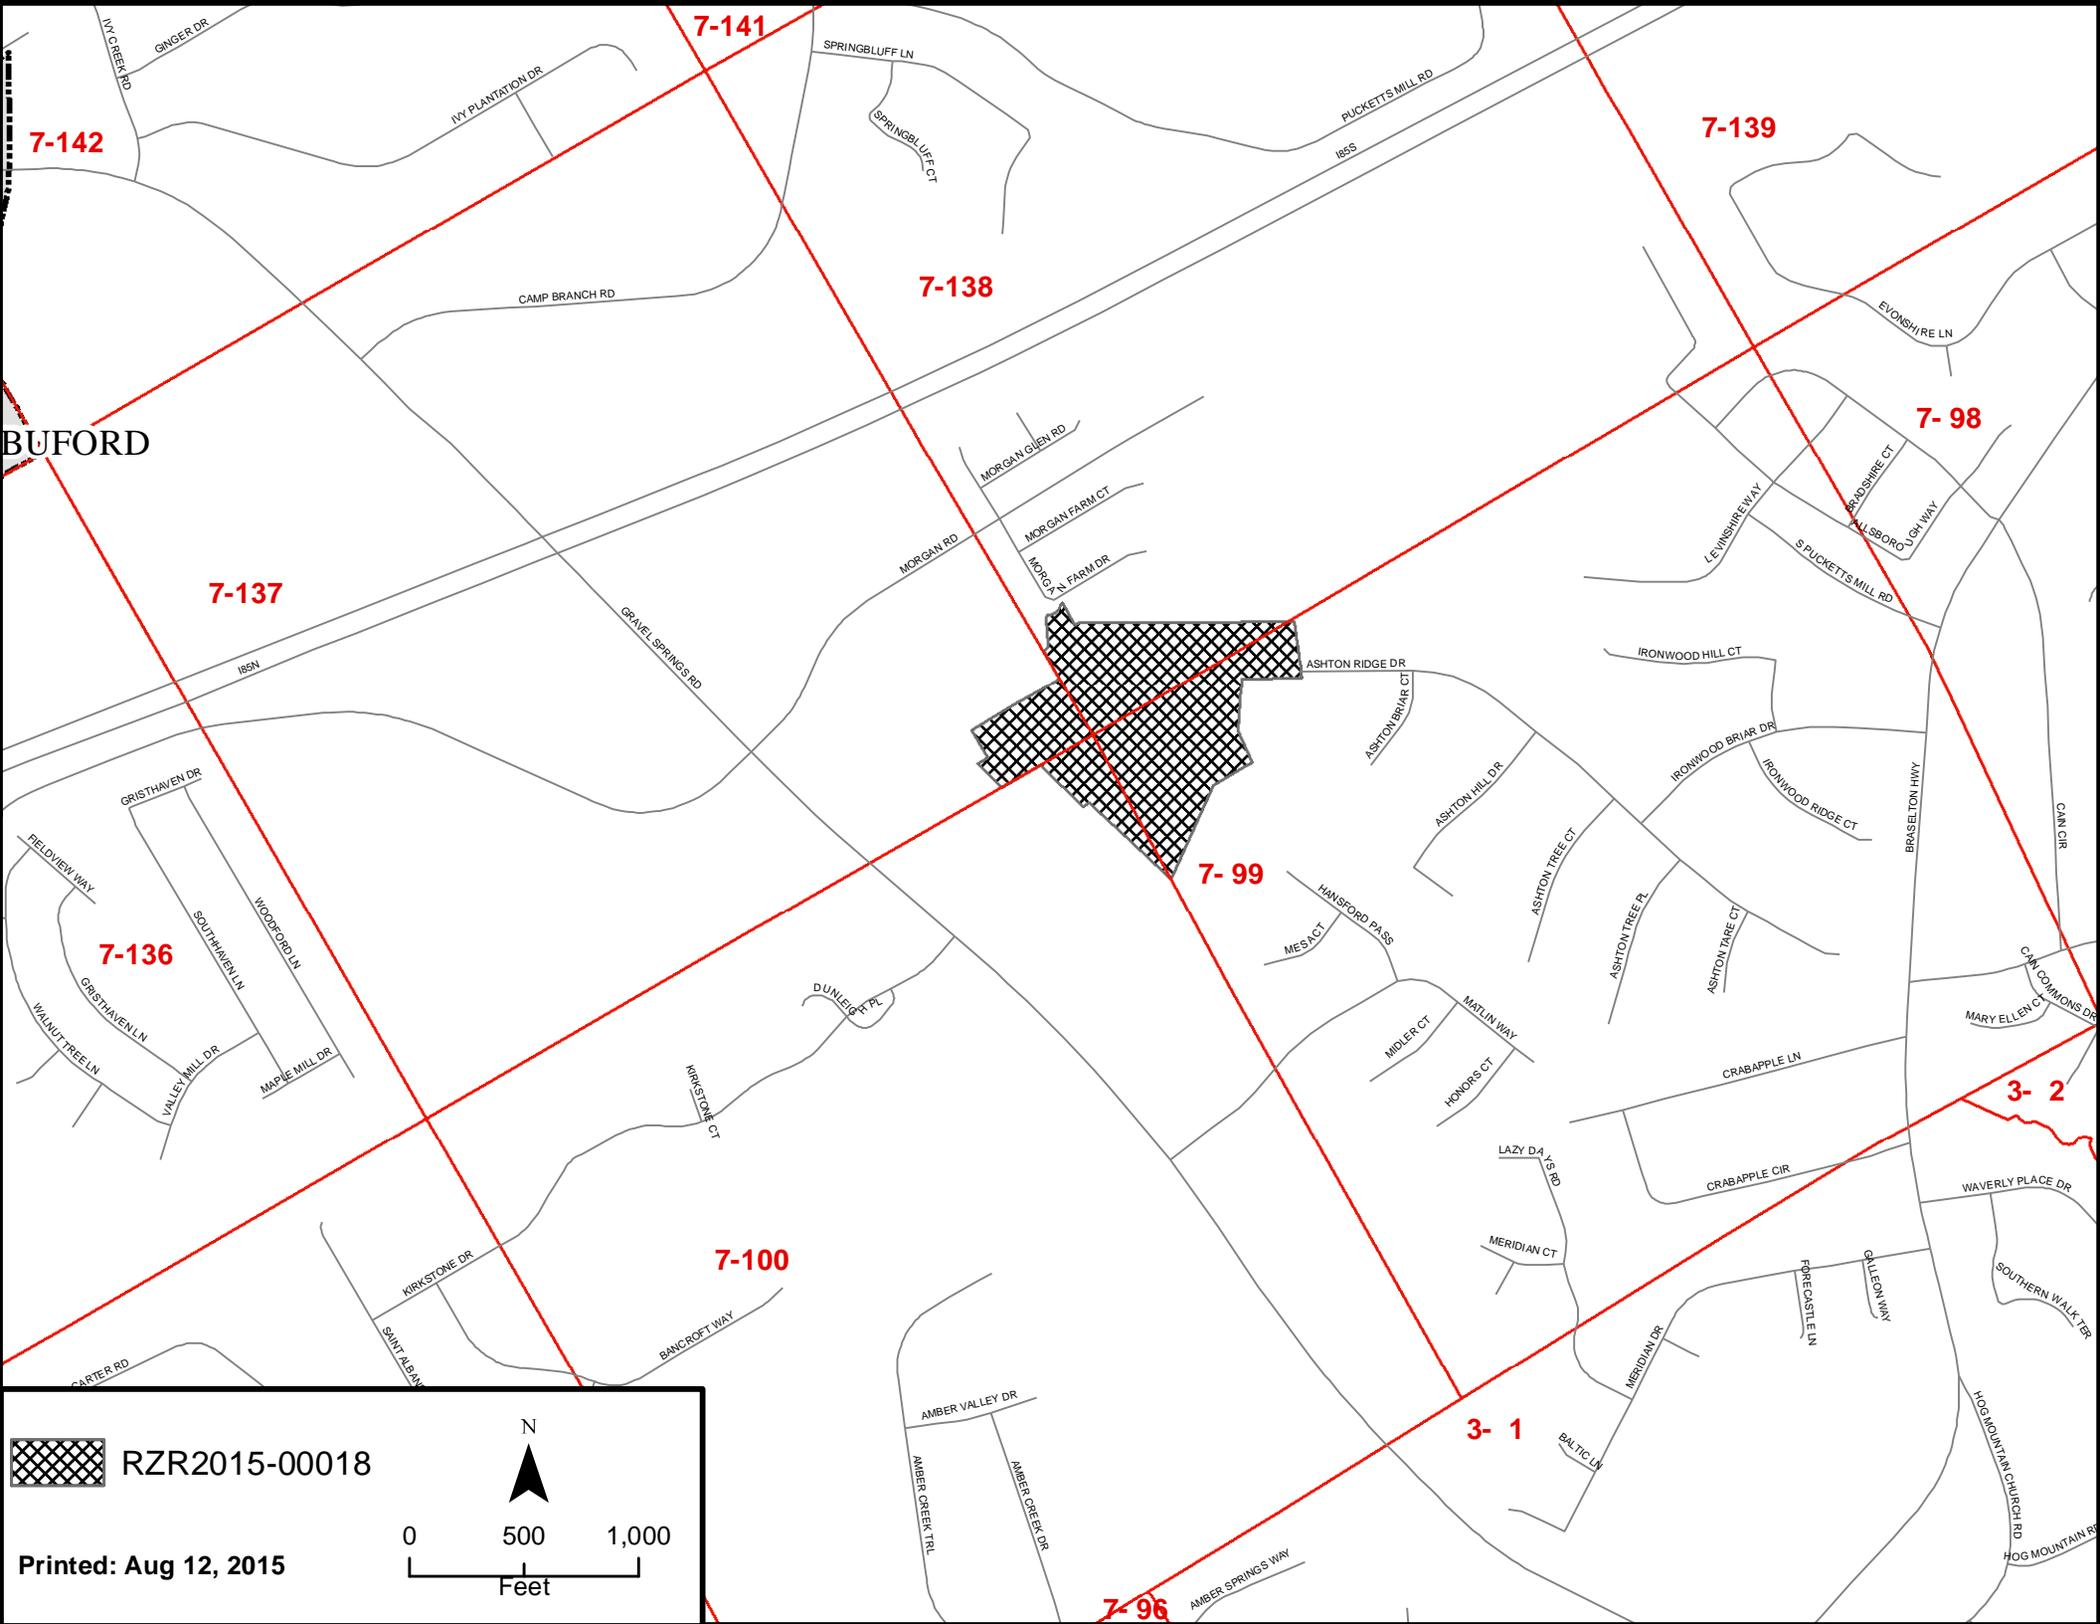 7-141
IVY CREEK RD
GINGER DR
SPRINGBLUFF LN
IVY PLANTATION DR
PUCKETTS MILL RD
7-142
SPRINGBLUFF CT
I85S
7-139
7-138
CAMP BRANCH RD
EVONSHIRE LN
BUFORD
7- 98
MORGAN GLEN RD
MORGAN FARM CT
MORGAN RD
MORGAN FARM DR
BRADSHIRE CT
LEVINSHIRE WAY
ALLSBOROUGH WAY
S PUCKETTS MILL RD
7-137
GRAVEL SPRINGS RD
I85N
ASHTON RIDGE DR
ASHTON BRIAR CT
IRONWOOD HILL CT
IRONWOOD BRIAR DR
IRONWOOD RIDGE CT
ASHTON HILL DR
BRASELTON HWY
CAIN CIR
GRISTHAVEN DR
FIELDVIEW WAY
SOUTHHAVEN LN
WOODFORD LN
7-136
GRISTHAVEN LN
WALNUT TREE LN
VALLEY MILL DR
MAPLE MILL DR
7- 99
HANSFORD PASS
MESA CT
ASHTON TREE CT
ASHTON TREE PL
ASHTON TARE CT
CAIN COMMONS DR
MARY ELLEN CT
DUNLEIGH PL
MATLIN WAY
MIDLER CT
HONORS CT
KIRKSTONE CT
CRABAPPLE LN
3- 2
LAZY DAYS RD
CRABAPPLE CIR
WAVERLY PLACE DR
MERIDIAN CT
KIRKSTONE DR
7-100
FORECASTLE LN
GALLEON WAY
SOUTHERN WALK TER
SAINT ALBANS
BANCROFT WAY
MERIDIAN DR
CARTER RD
AMBER VALLEY DR
3- 1
BALTIC LN
HOG MOUNTAIN CHURCH RD
AMBER CREEK TRL
AMBER CREEK DR
HOG MOUNTAIN RD
AMBER SPRINGS WAY
7- 96
RZR2015-00018
N
0 500 1,000
Feet
Printed: Aug 12, 2015